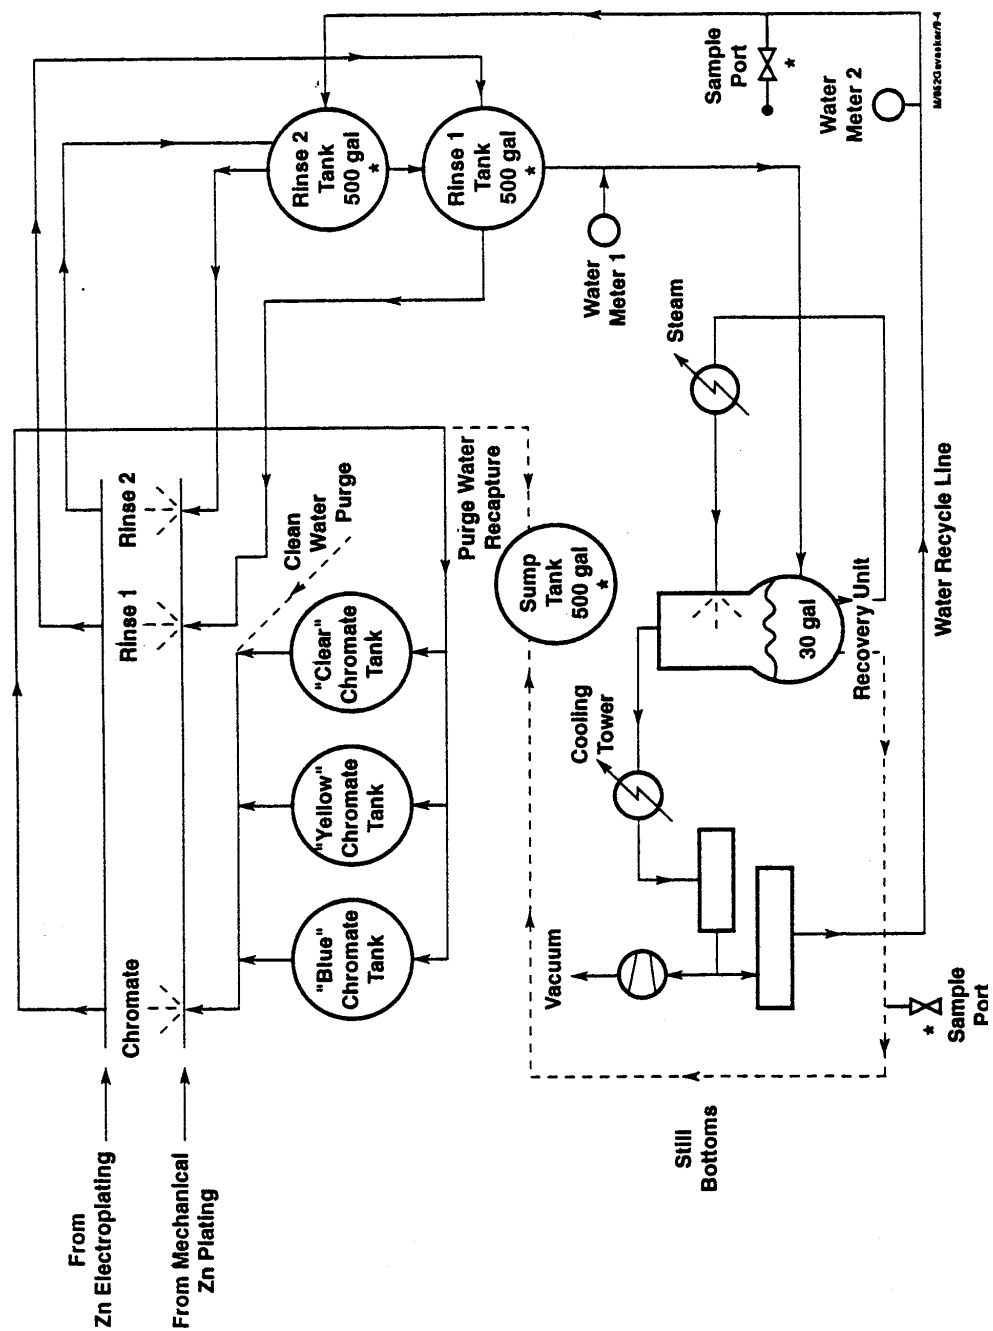 From
Zn Electroplating
From Mechanical
Zn Plating
Chromate
Rinse 1
Rinse 2
Clean
Water
Purge
"Blue"
Chromate
Tank
"Yellow"
Chromate
Tank
"Clear"
Chromate
Tank
Purge Water
Recapture
Rinse 2
Tank
500 gal
*
Rinse 1
Tank
500 gal
*
Sump
Tank
500 gal
*
Water
Meter 1
Steam
Sample
Port
*
Water
Meter 2
Vacuum
Cooling
Tower
30 gal
Recovery Unit
Still
Bottoms
*
Sample
Port
Water Recycle Line
M/652Gavasker/9-4